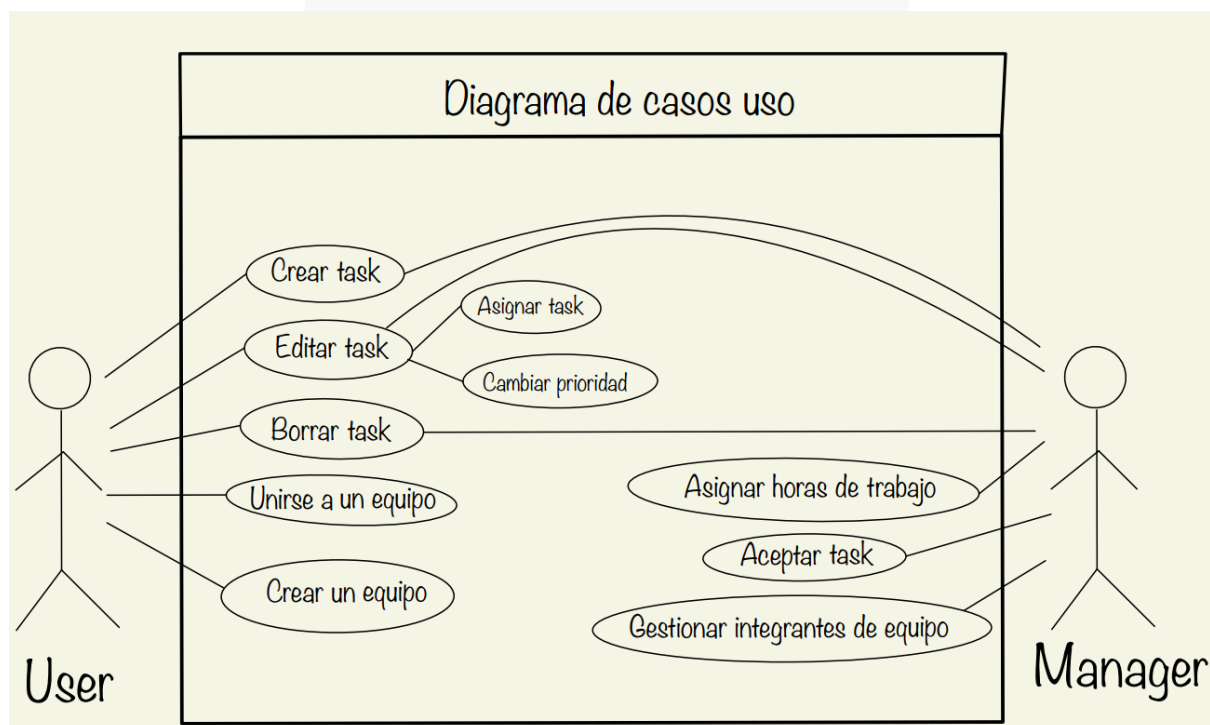 Diagrama de casos uso
Crear task
Asignar task
Editar task
Cambiar prioridad
Borrar task
Asignar horas de trabajo
Unirse a un equipo
Aceptar task
Crear un equipo
Gestionar integrantes de equipo
User
Manager